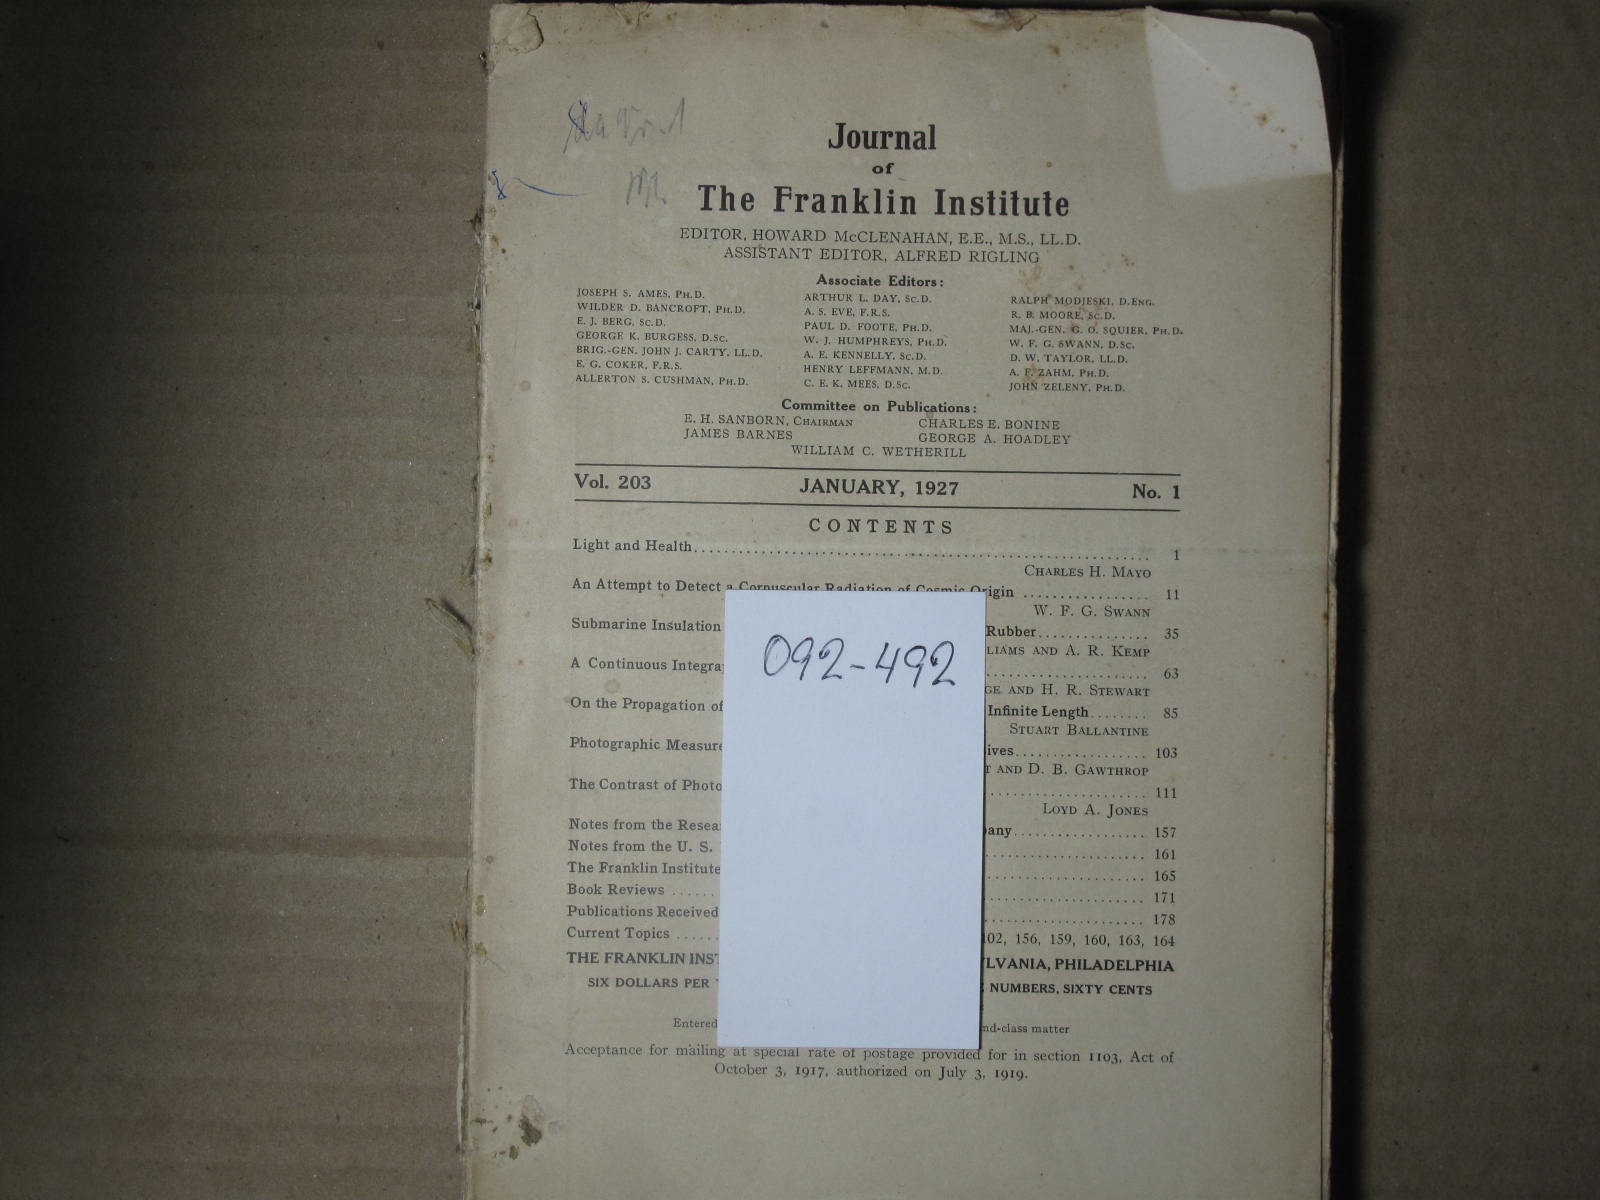 Journal
of
The Franklin Institute
EDITOR, HOWARD McCLENAHAN, E.E., M.S., LL.D.
ASSISTANT EDITOR, ALFRED RIGLING
Associate Editors:
JOSEPH S. AMES, PH.D.
WILDER D. BANCROFT, PH.D.
E. J. BERG, SC.D.
GEORGE K. BURGESS, D.SC.
BRIG.-GEN. JOHN J. CARTY, LL.D.
E. G. COKER, F.R.S.
ALLERTON S. CUSHMAN, PH.D.
ARTHUR L. DAY, SC.D.
A. S. EVE, F.R.S.
PAUL D. FOOTE, PH.D.
W. J. HUMPHREYS, PH.D.
A. E. KENNELLY, SC.D.
HENRY LEFFMANN, M.D.
C. E. K. MEES, D.SC.
RALPH MODJESKI, D.ENG.
R. B. MOORE, SC.D.
MAJ.-GEN. G. O. SQUIER, PH.D.
W. F. G. SWANN, D.SC.
D. W. TAYLOR, LL.D.
A. F. ZAHM, PH.D.
JOHN ZELENY, PH.D.
Committee on Publications:
E. H. SANBORN, CHAIRMAN CHARLES E. BONINE
JAMES BARNES GEORGE A. HOADLEY
WILLIAM C. WETHERILL
Vol. 203 JANUARY, 1927 No. 1
CONTENTS
Light and Health 1
CHARLES H. MAYO
An Attempt to Detect a Corpuscular Radiation of Cosmic Origin 11
W. F. G. SWANN
Submarine Insulation Rubber 35
LIAMS AND A. R. KEMP
A Continuous Integra 63
GE AND H. R. STEWART
On the Propagation of Infinite Length 85
STUART BALLANTINE
Photographic Measure ives 103
T AND D. B. GAWTHROP
The Contrast of Photo 111
LOYD A. JONES
Notes from the Resea pany 157
Notes from the U. S. 161
The Franklin Institute 165
Book Reviews 171
Publications Received 178
Current Topics 102, 156, 159, 160, 163, 164
THE FRANKLIN INST LVANIA, PHILADELPHIA
SIX DOLLARS PER NUMBERS, SIXTY CENTS
Entered nd-class matter
Acceptance for mailing at special rate of postage provided for in section 1103, Act of
October 3, 1917, authorized on July 3, 1919.
092-492